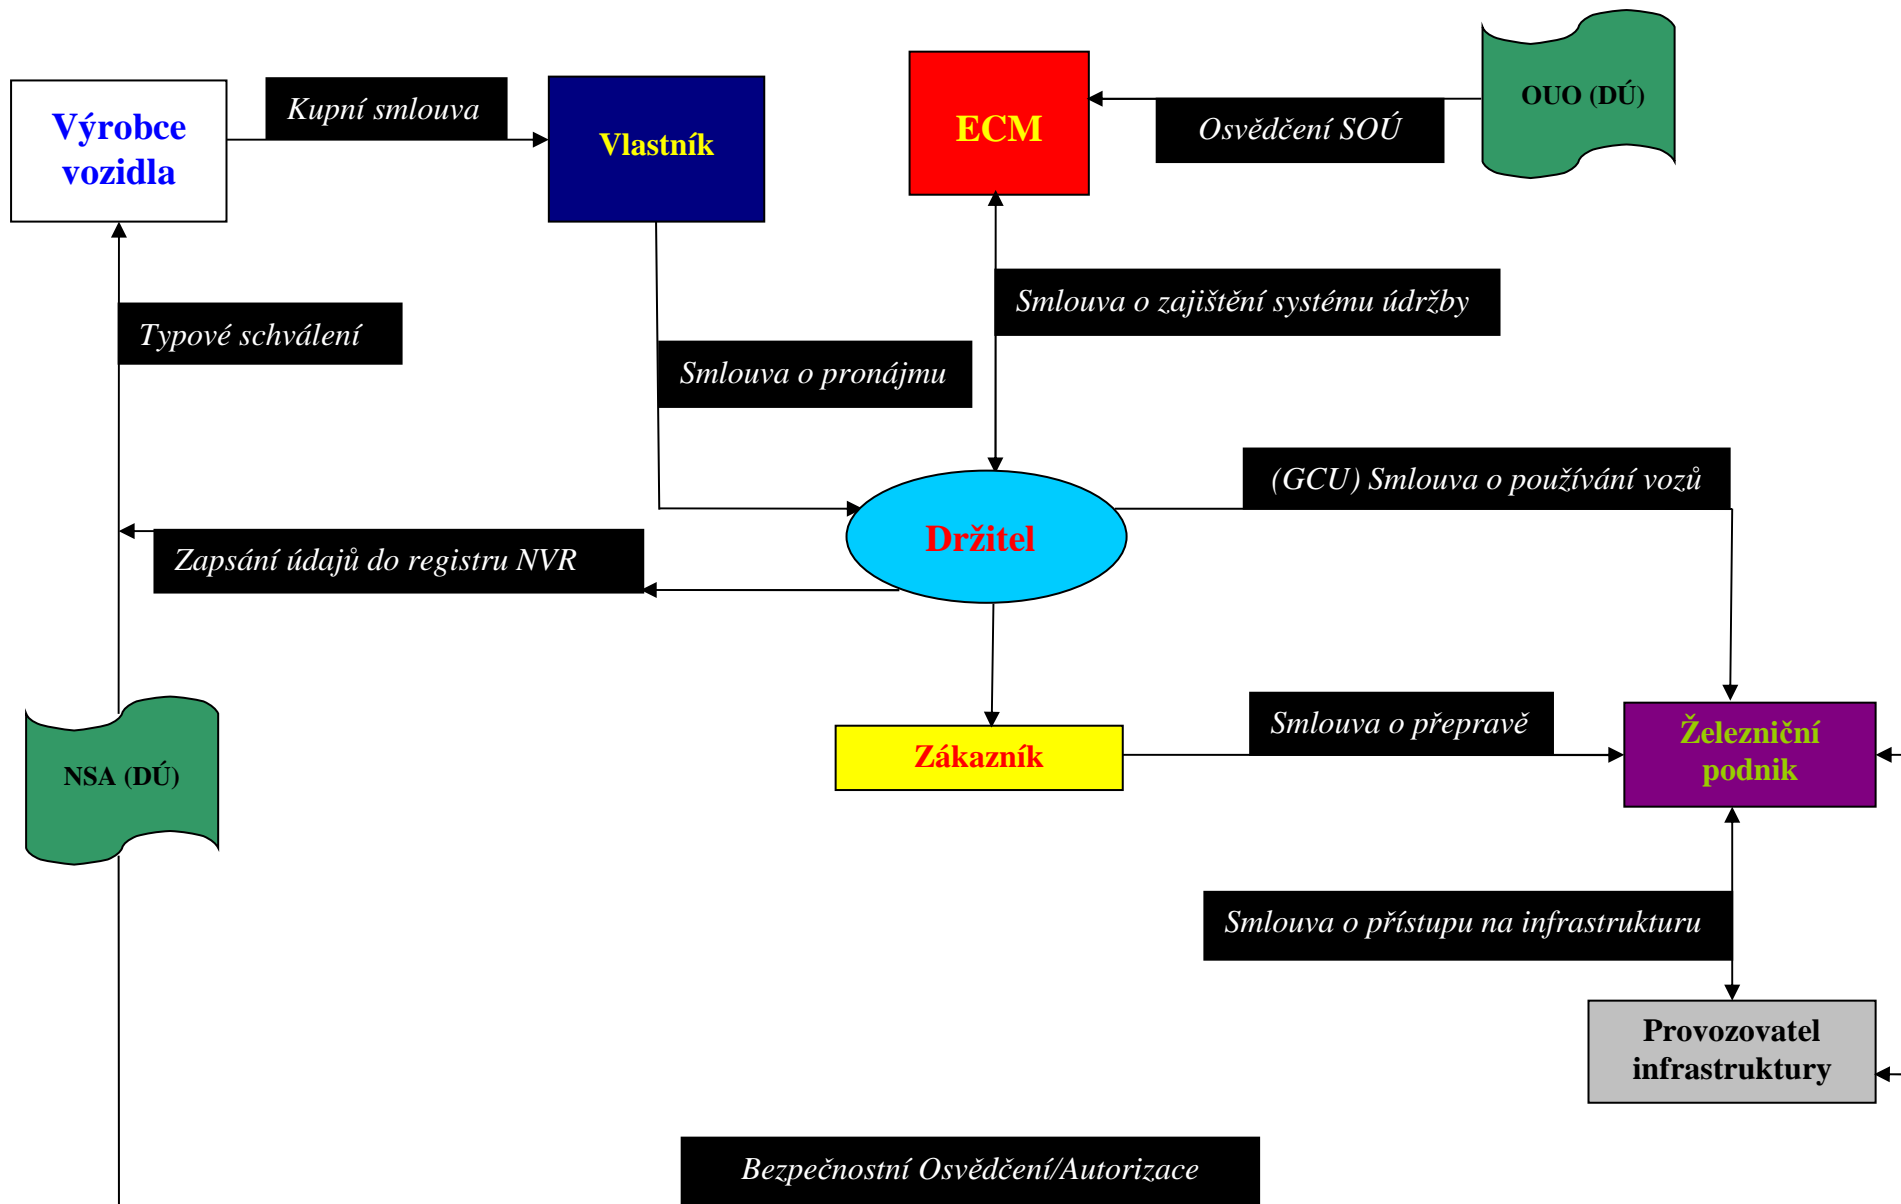 Výrobce
vozidla
Kupní smlouva
Vlastník
ECM
Osvědčení SOÚ
OUO (DÚ)
Typové schválení
Smlouva o pronájmu
Smlouva o zajištění systému údržby
(GCU) Smlouva o používání vozů
Držitel
Zapsání údajů do registru NVR
NSA (DÚ)
Zákazník
Smlouva o přepravě
Železniční
podnik
Smlouva o přístupu na infrastrukturu
Provozovatel
infrastruktury
Bezpečnostní Osvědčení/Autorizace